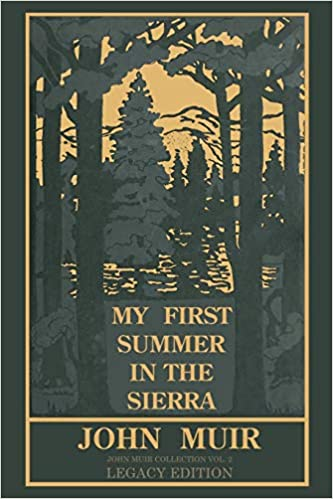 MY FIRST
SUMMER
IN THE
SIERRA
JOHN MUIR
JOHN MUIR COLLECTION VOL. 2
LEGACY EDITION